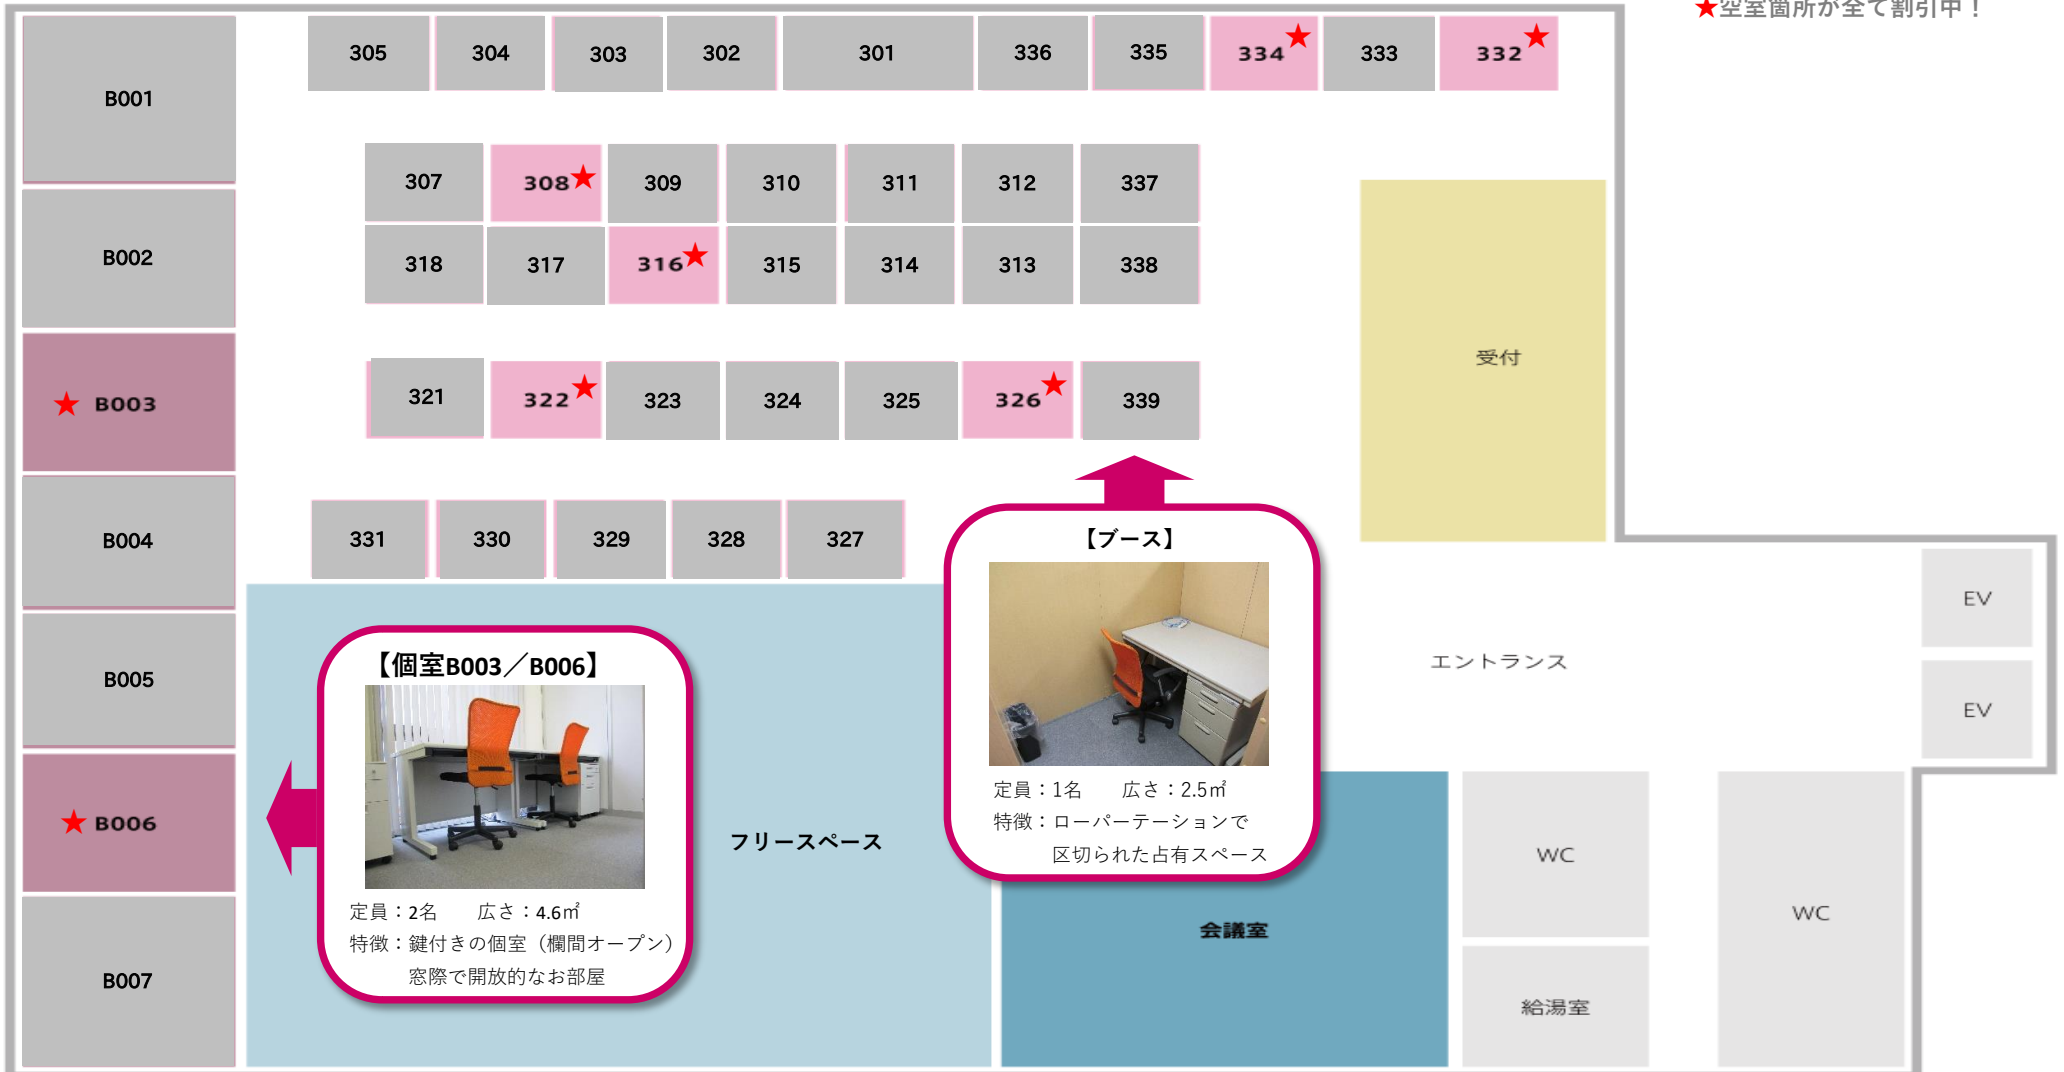 ★空室箇所が全て割引中！
305 304 303 302 301 336 335 334★ 333 332★
B001
307 308★ 309 310 311 312 337
B002
318 317 316★ 315 314 313 338
受付
★ B003
321 322★ 323 324 325 326★ 339
B004
331 330 329 328 327
【ブース】
定員：1名　広さ：2.5㎡
特徴：ローパーテーションで
区切られた占有スペース
EV
エントランス
EV
B005
【個室B003／B006】
定員：2名　広さ：4.6㎡
特徴：鍵付きの個室（欄間オープン）
窓際で開放的なお部屋
★ B006
フリースペース
WC
WC
会議室
B007
給湯室